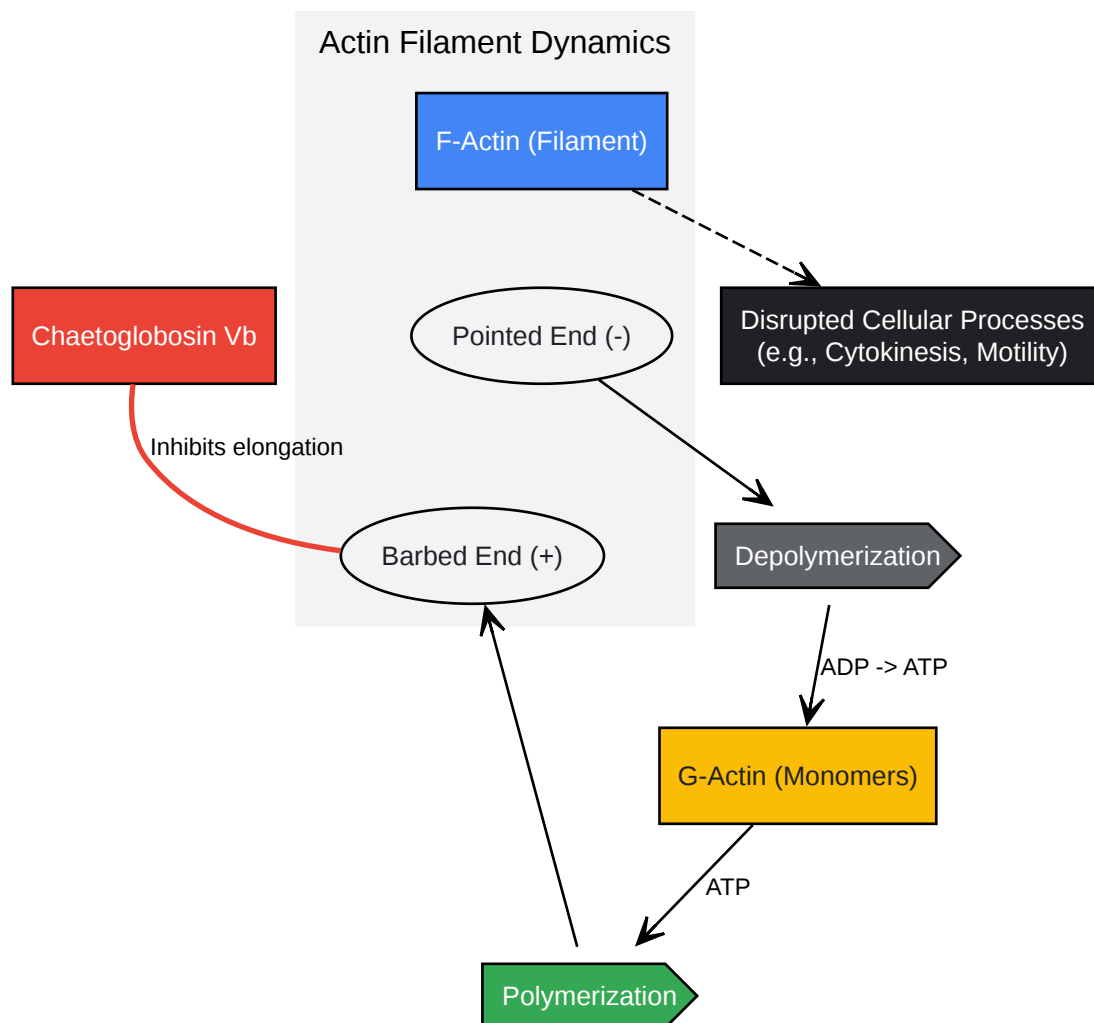 Actin Filament Dynamics
F-Actin (Filament)
Chaetoglobosin Vb
Pointed End (-)
Disrupted Cellular Processes
(e.g., Cytokinesis, Motility)
Inhibits elongation
Barbed End (+)
Depolymerization
ADP -> ATP
G-Actin (Monomers)
ATP
Polymerization